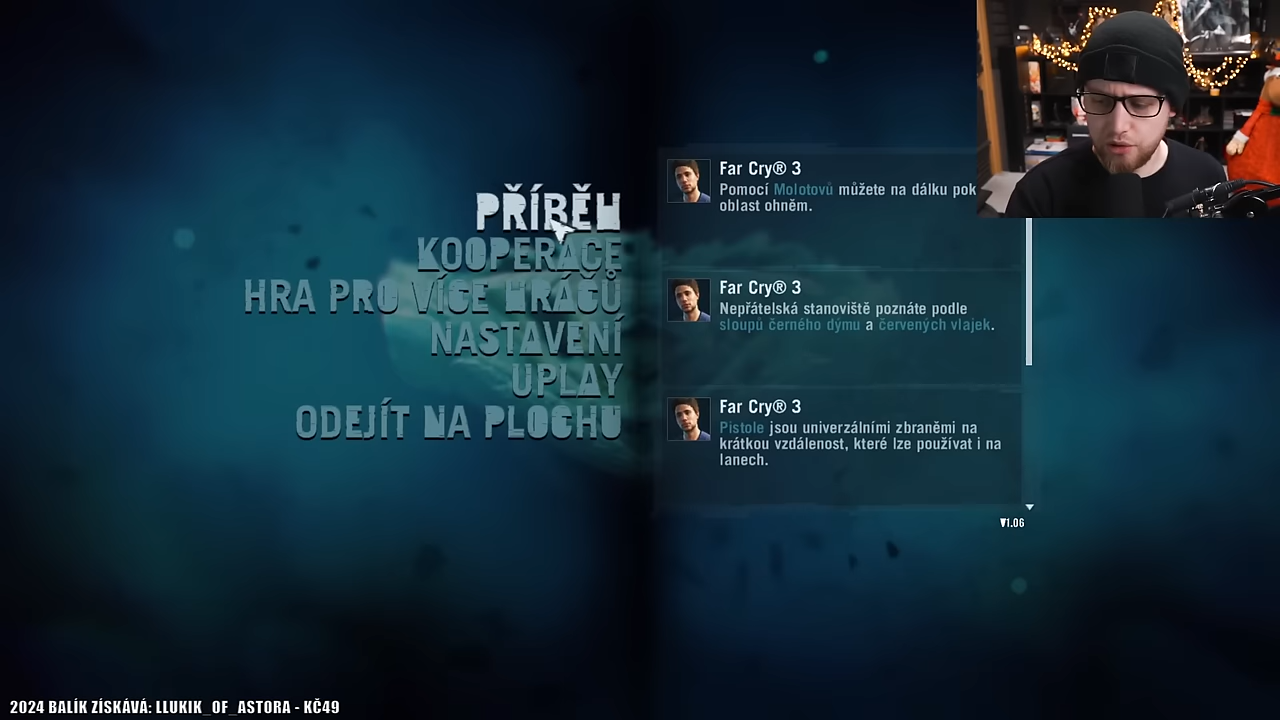 PŘÍBĚH
KOOPERACE
HRA PRO VÍCE HRÁČŮ
NASTAVENÍ
UPLAY
ODEJÍT NA PLOCHU
Far Cry® 3
Pomocí Molotovů můžete na dálku pok
oblast ohněm.
Far Cry® 3
Nepřátelská stanoviště poznáte podle
sloupů černého dýmu a červených vlajek.
Far Cry® 3
Pistole jsou univerzálními zbraněmi na
krátkou vzdálenost, které lze používat i na
lanech.
V1.06
2024 BALÍK ZÍSKÁVÁ: LLUKIK_OF_ASTORA - KČ49